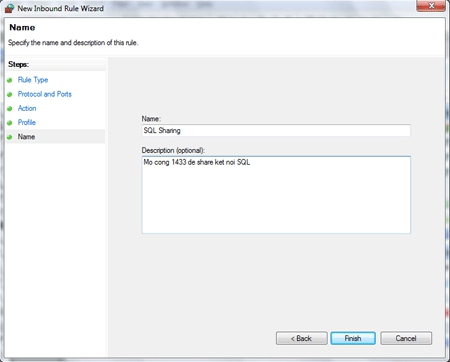 New Inbound Rule Wizard
Name
Specify the name and description of this rule.
Steps:
Rule Type
Protocol and Ports
Action
Profile
Name
Name:
SQL Sharing
Description (optional):
Mo cong 1433 de share ket noi SQL
< Back
Finish
Cancel